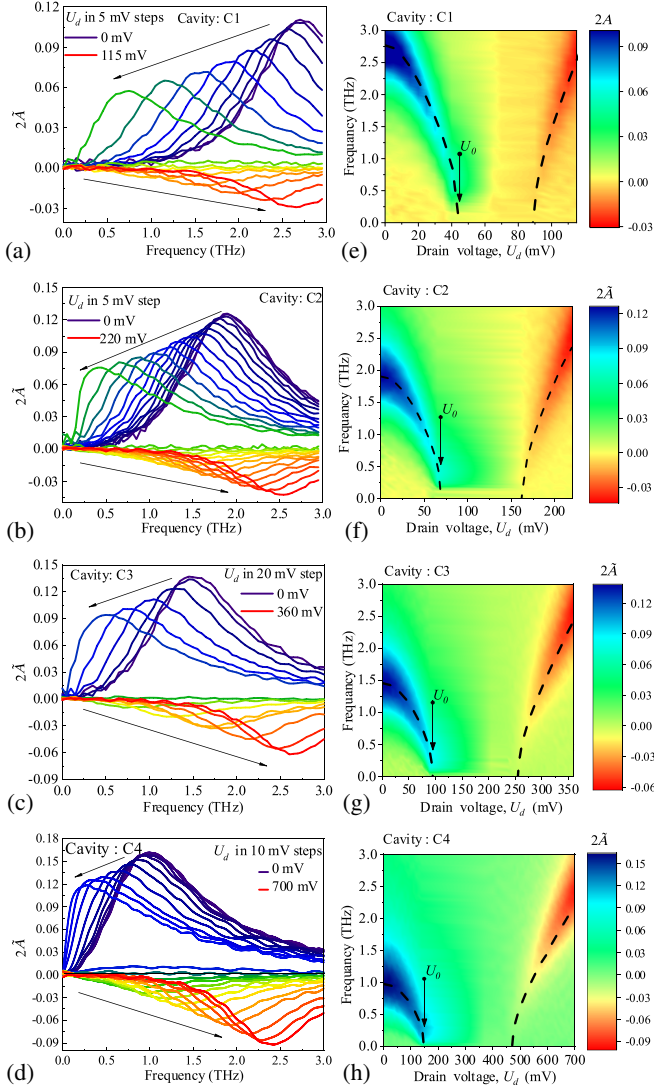 U_d in 5 mV steps
Cavity: C1
0 mV
115 mV
0.12
0.09
0.06
0.03
0.00
-0.03
2Ã
0.0 0.5 1.0 1.5 2.0 2.5 3.0
Frequency (THz)
(a)
Cavity: C1
2A
3.0
2.5
2.0
1.5
1.0
0.5
0.0
Frequency (THz)
U_0
0 40 80 100
Drain voltage, U_d (mV)
0.09
0.06
0.03
0.00
-0.03
(e)
U_d in 5 mV step
Cavity: C2
0 mV
220 mV
0.15
0.12
0.09
0.06
0.03
0.00
-0.03
2Ã
0.0 0.5 1.0 1.5 2.0 2.5 3.0
Frequency (THz)
(b)
Cavity : C2
2Ã
3.0
2.5
2.0
1.5
1.0
0.5
0.0
Frequency (THz)
U_0
0 50 100 150 200
Drain voltage, U_d (mV)
0.12
0.09
0.06
0.03
0.00
-0.03
(f)
Cavity: C3
U_d in 20 mV step
0 mV
360 mV
0.15
0.12
0.09
0.06
0.03
0.00
-0.03
-0.06
-0.09
2Ã
0.0 0.5 1.0 1.5 2.0 2.5 3.0
Frequency (THz)
(c)
Cavity : C3
2Ã
3.0
2.5
2.0
1.5
1.0
0.5
0.0
Frequency (THz)
U_0
0 50 100 150 200 250 300 350
Drain voltage, U_d (mV)
0.12
0.09
0.06
0.03
0.00
-0.03
-0.06
(g)
Cavity : C4
U_d in 10 mV steps
0 mV
700 mV
0.18
0.15
0.12
0.09
0.06
0.03
0.00
-0.03
-0.06
-0.09
2Ã
0.0 0.5 1.0 1.5 2.0 2.5 3.0
Frequency (THz)
(d)
Cavity : C4
2Ã
3.0
2.5
2.0
1.5
1.0
0.5
0.0
Frequency (THz)
U_0
0 100 200 300 400 500 600 700
Drain voltage, U_d (mV)
0.15
0.10
0.05
0.00
-0.05
-0.10
(h)